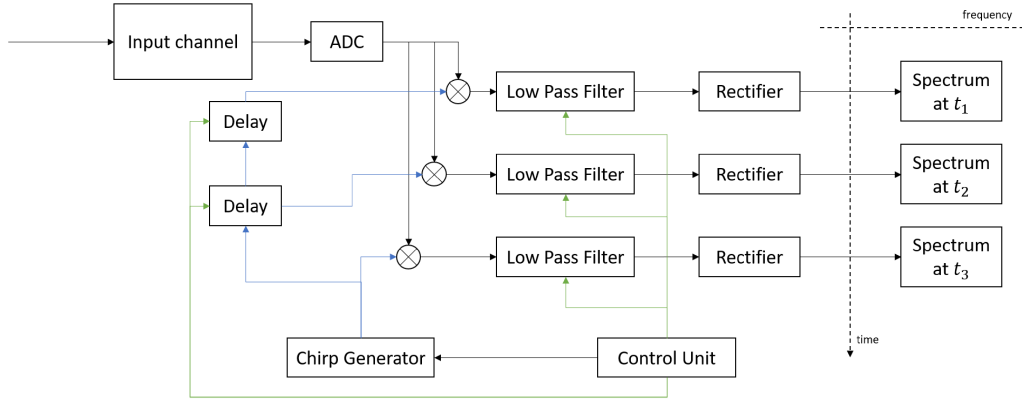 frequency
Input channel
ADC
Low Pass Filter
Rectifier
Spectrum
at t₁
Delay
Low Pass Filter
Rectifier
Spectrum
at t₂
Delay
Low Pass Filter
Rectifier
Spectrum
at t₃
time
Chirp Generator
Control Unit